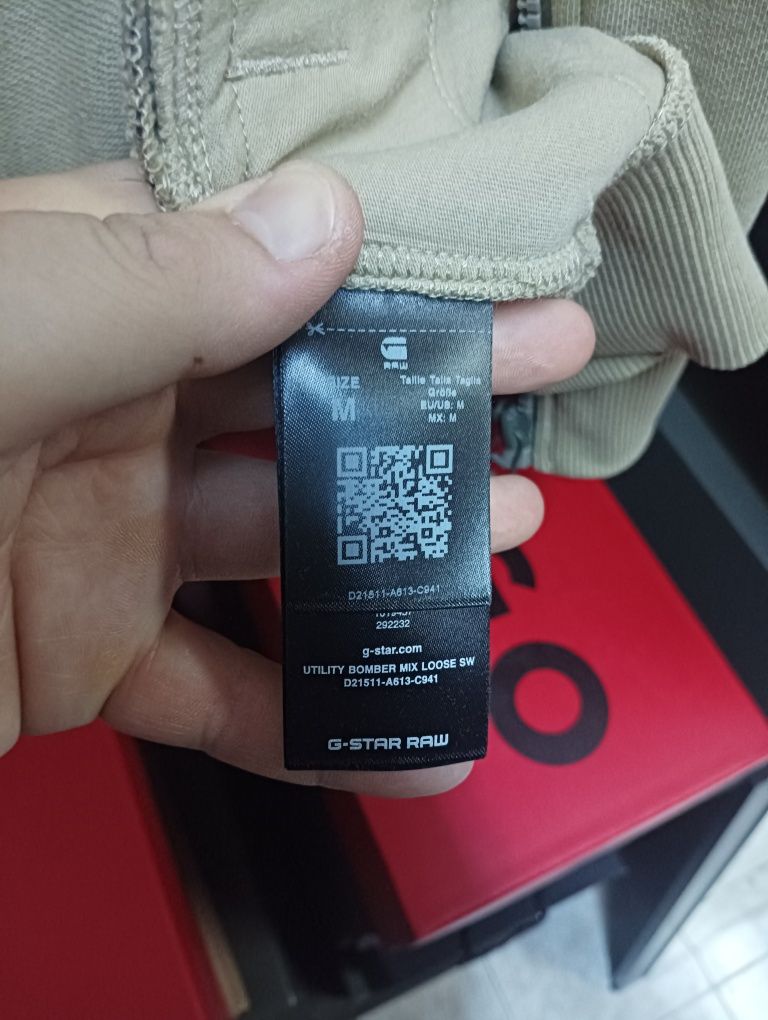 RAW
SIZE
M
Taille Talla Taglia
Größe
EU/US: M
MX: M
D21511-A613-C941
292232
g-star.com
UTILITY BOMBER MIX LOOSE SW
D21511-A613-C941
G-STAR RAW